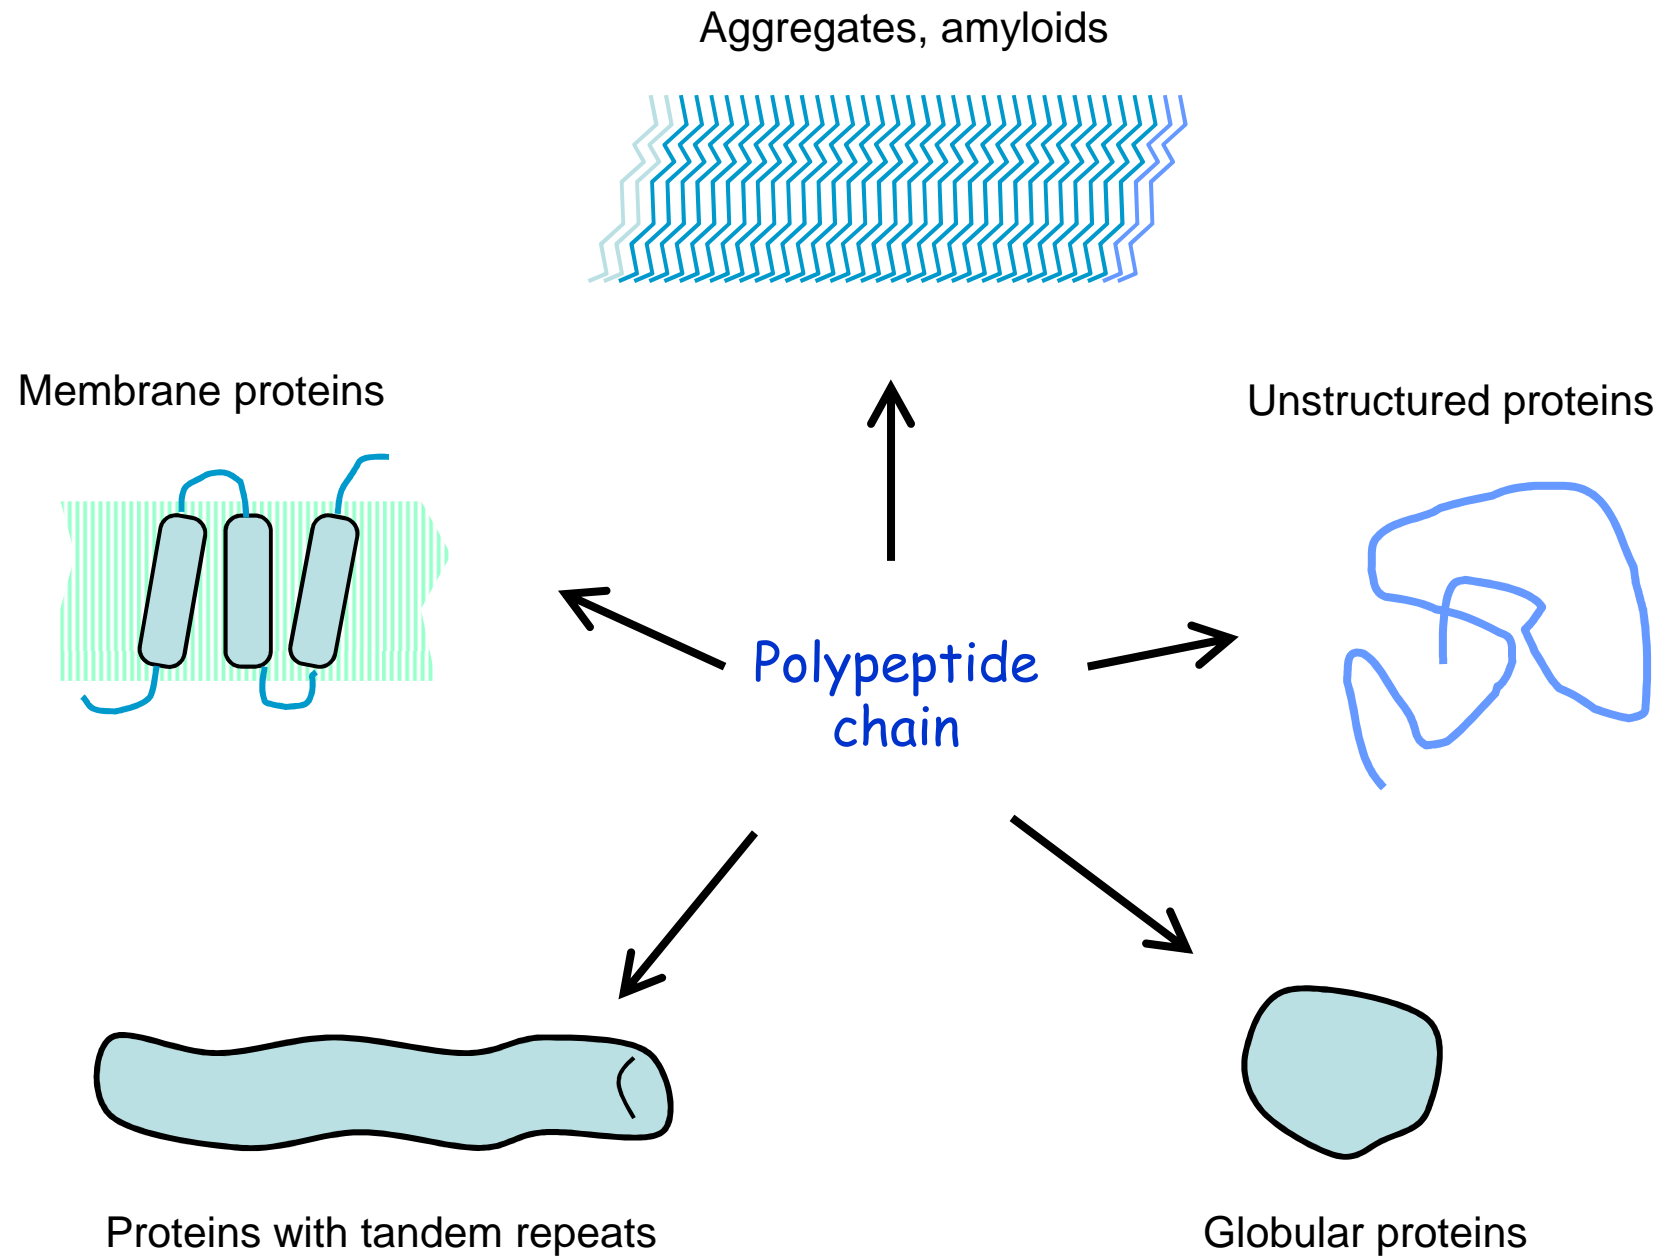 Aggregates, amyloids
Membrane proteins
Unstructured proteins
Polypeptide
chain
Proteins with tandem repeats
Globular proteins